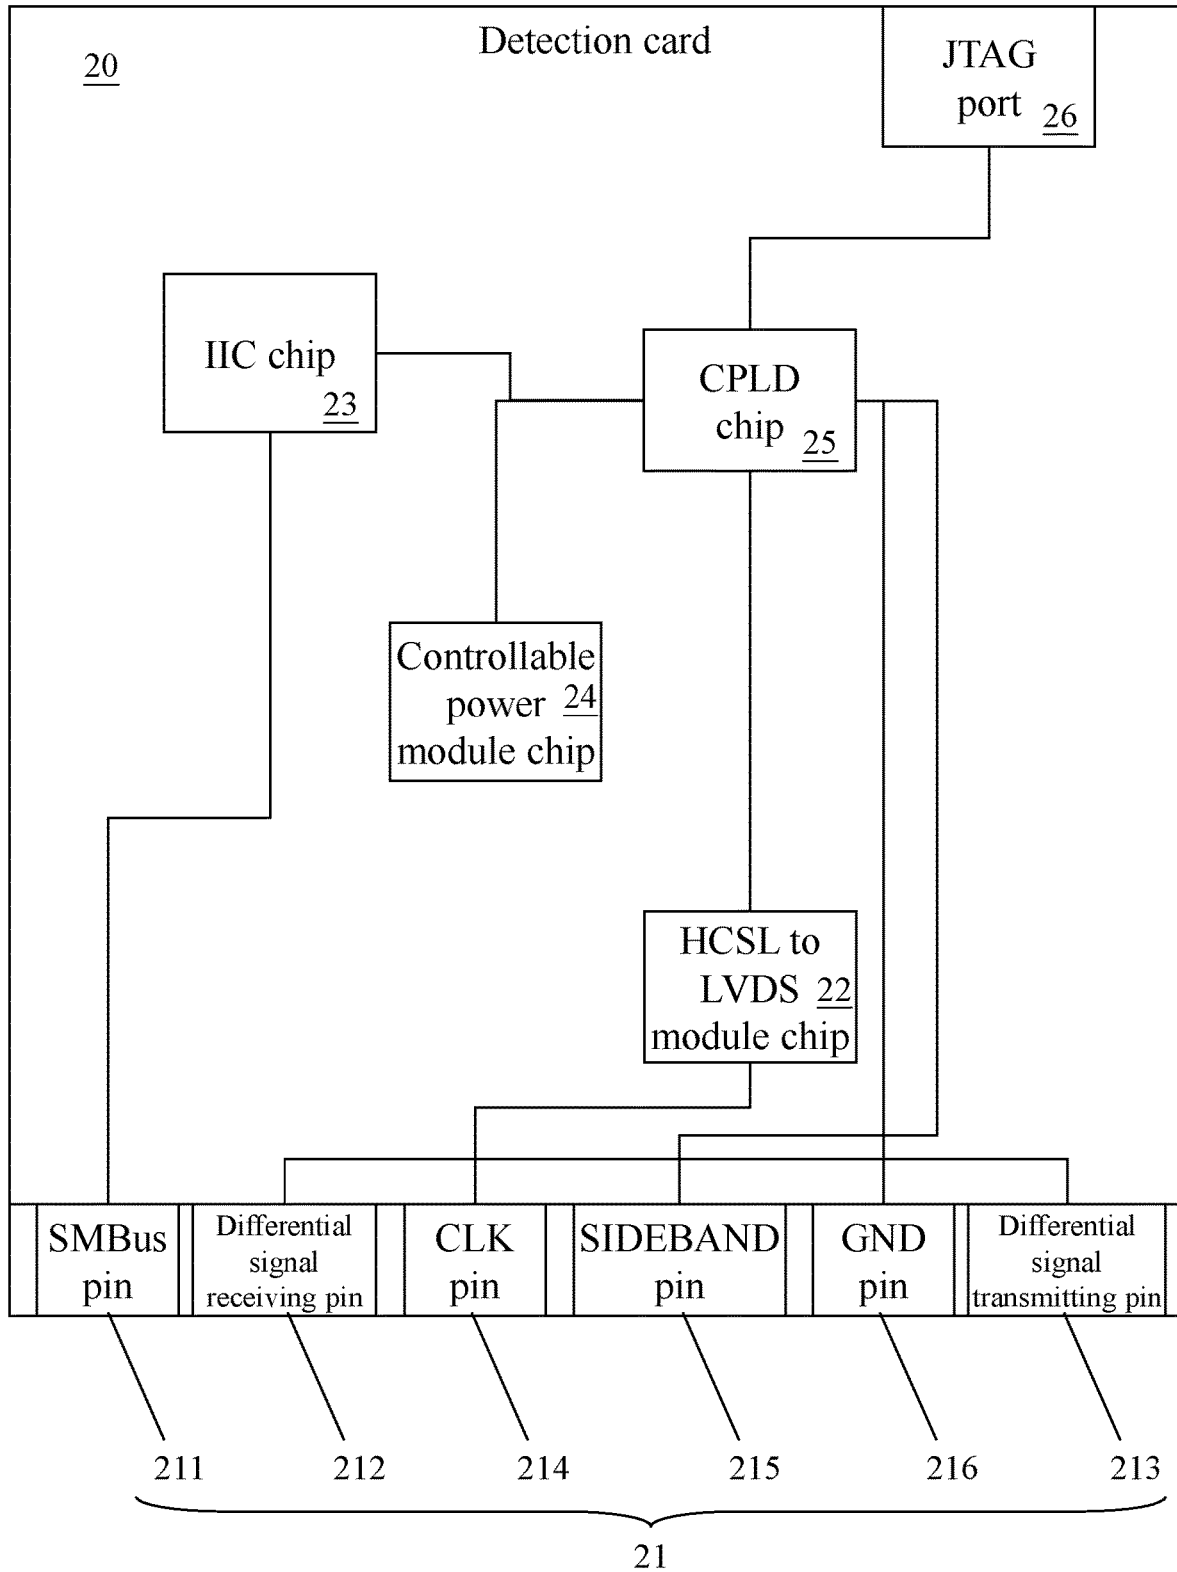 Detection card
20
JTAG
port 26
IIC chip
23
CPLD
chip
25
Controllable
power 24
module chip
HCSL to
LVDS 22
module chip
SMBus
pin
Differential
signal
receiving pin
CLK
pin
SIDEBAND
pin
GND
pin
Differential
signal
transmitting pin
211
212
214
215
216
213
21